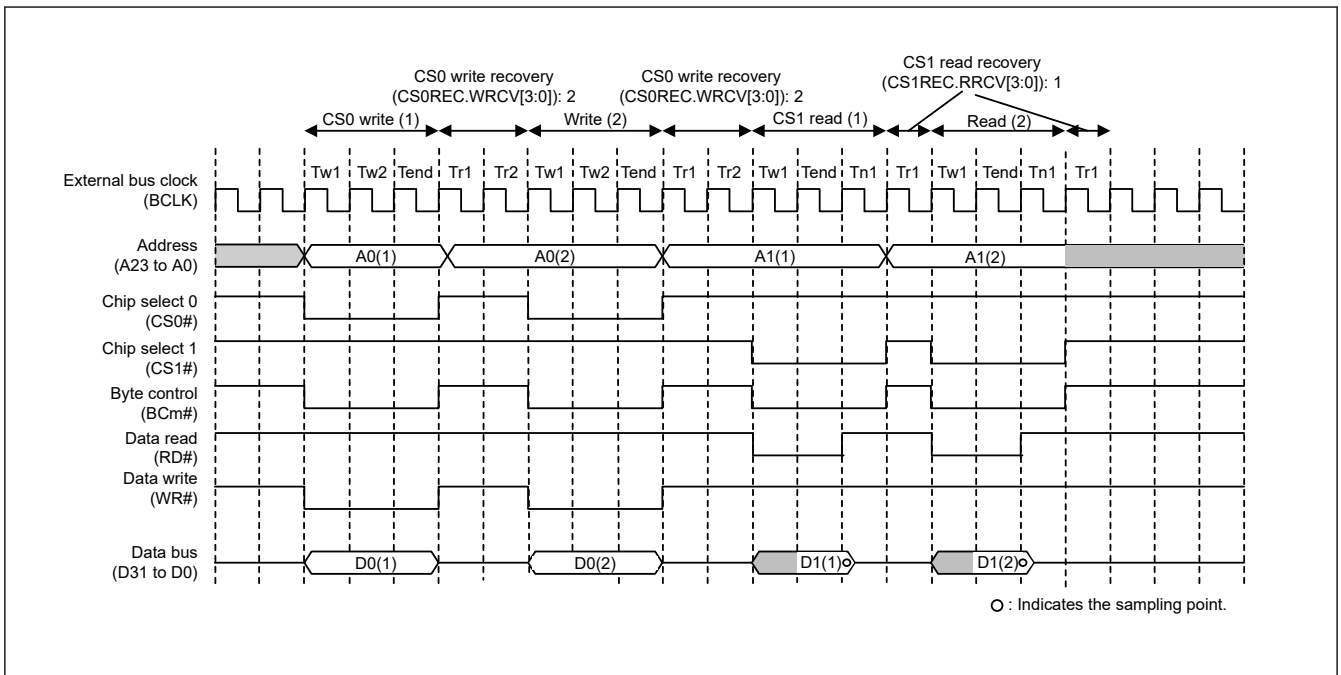 CS1 read recovery
(CS1REC.RRCV[3:0]): 1
CS0 write recovery
(CS0REC.WRCV[3:0]): 2
CS0 write recovery
(CS0REC.WRCV[3:0]): 2
CS0 write (1)
Write (2)
CS1 read (1)
Read (2)
Tw1 Tw2 Tend Tr1 Tr2 Tw1 Tw2 Tend Tr1 Tr2 Tw1 Tend Tn1 Tr1 Tw1 Tend Tn1 Tr1
External bus clock
(BCLK)
Address
(A23 to A0)
A0(1) A0(2) A1(1) A1(2)
Chip select 0
(CS0#)
Chip select 1
(CS1#)
Byte control
(BCm#)
Data read
(RD#)
Data write
(WR#)
Data bus
(D31 to D0)
D0(1) D0(2) D1(1) D1(2)
: Indicates the sampling point.